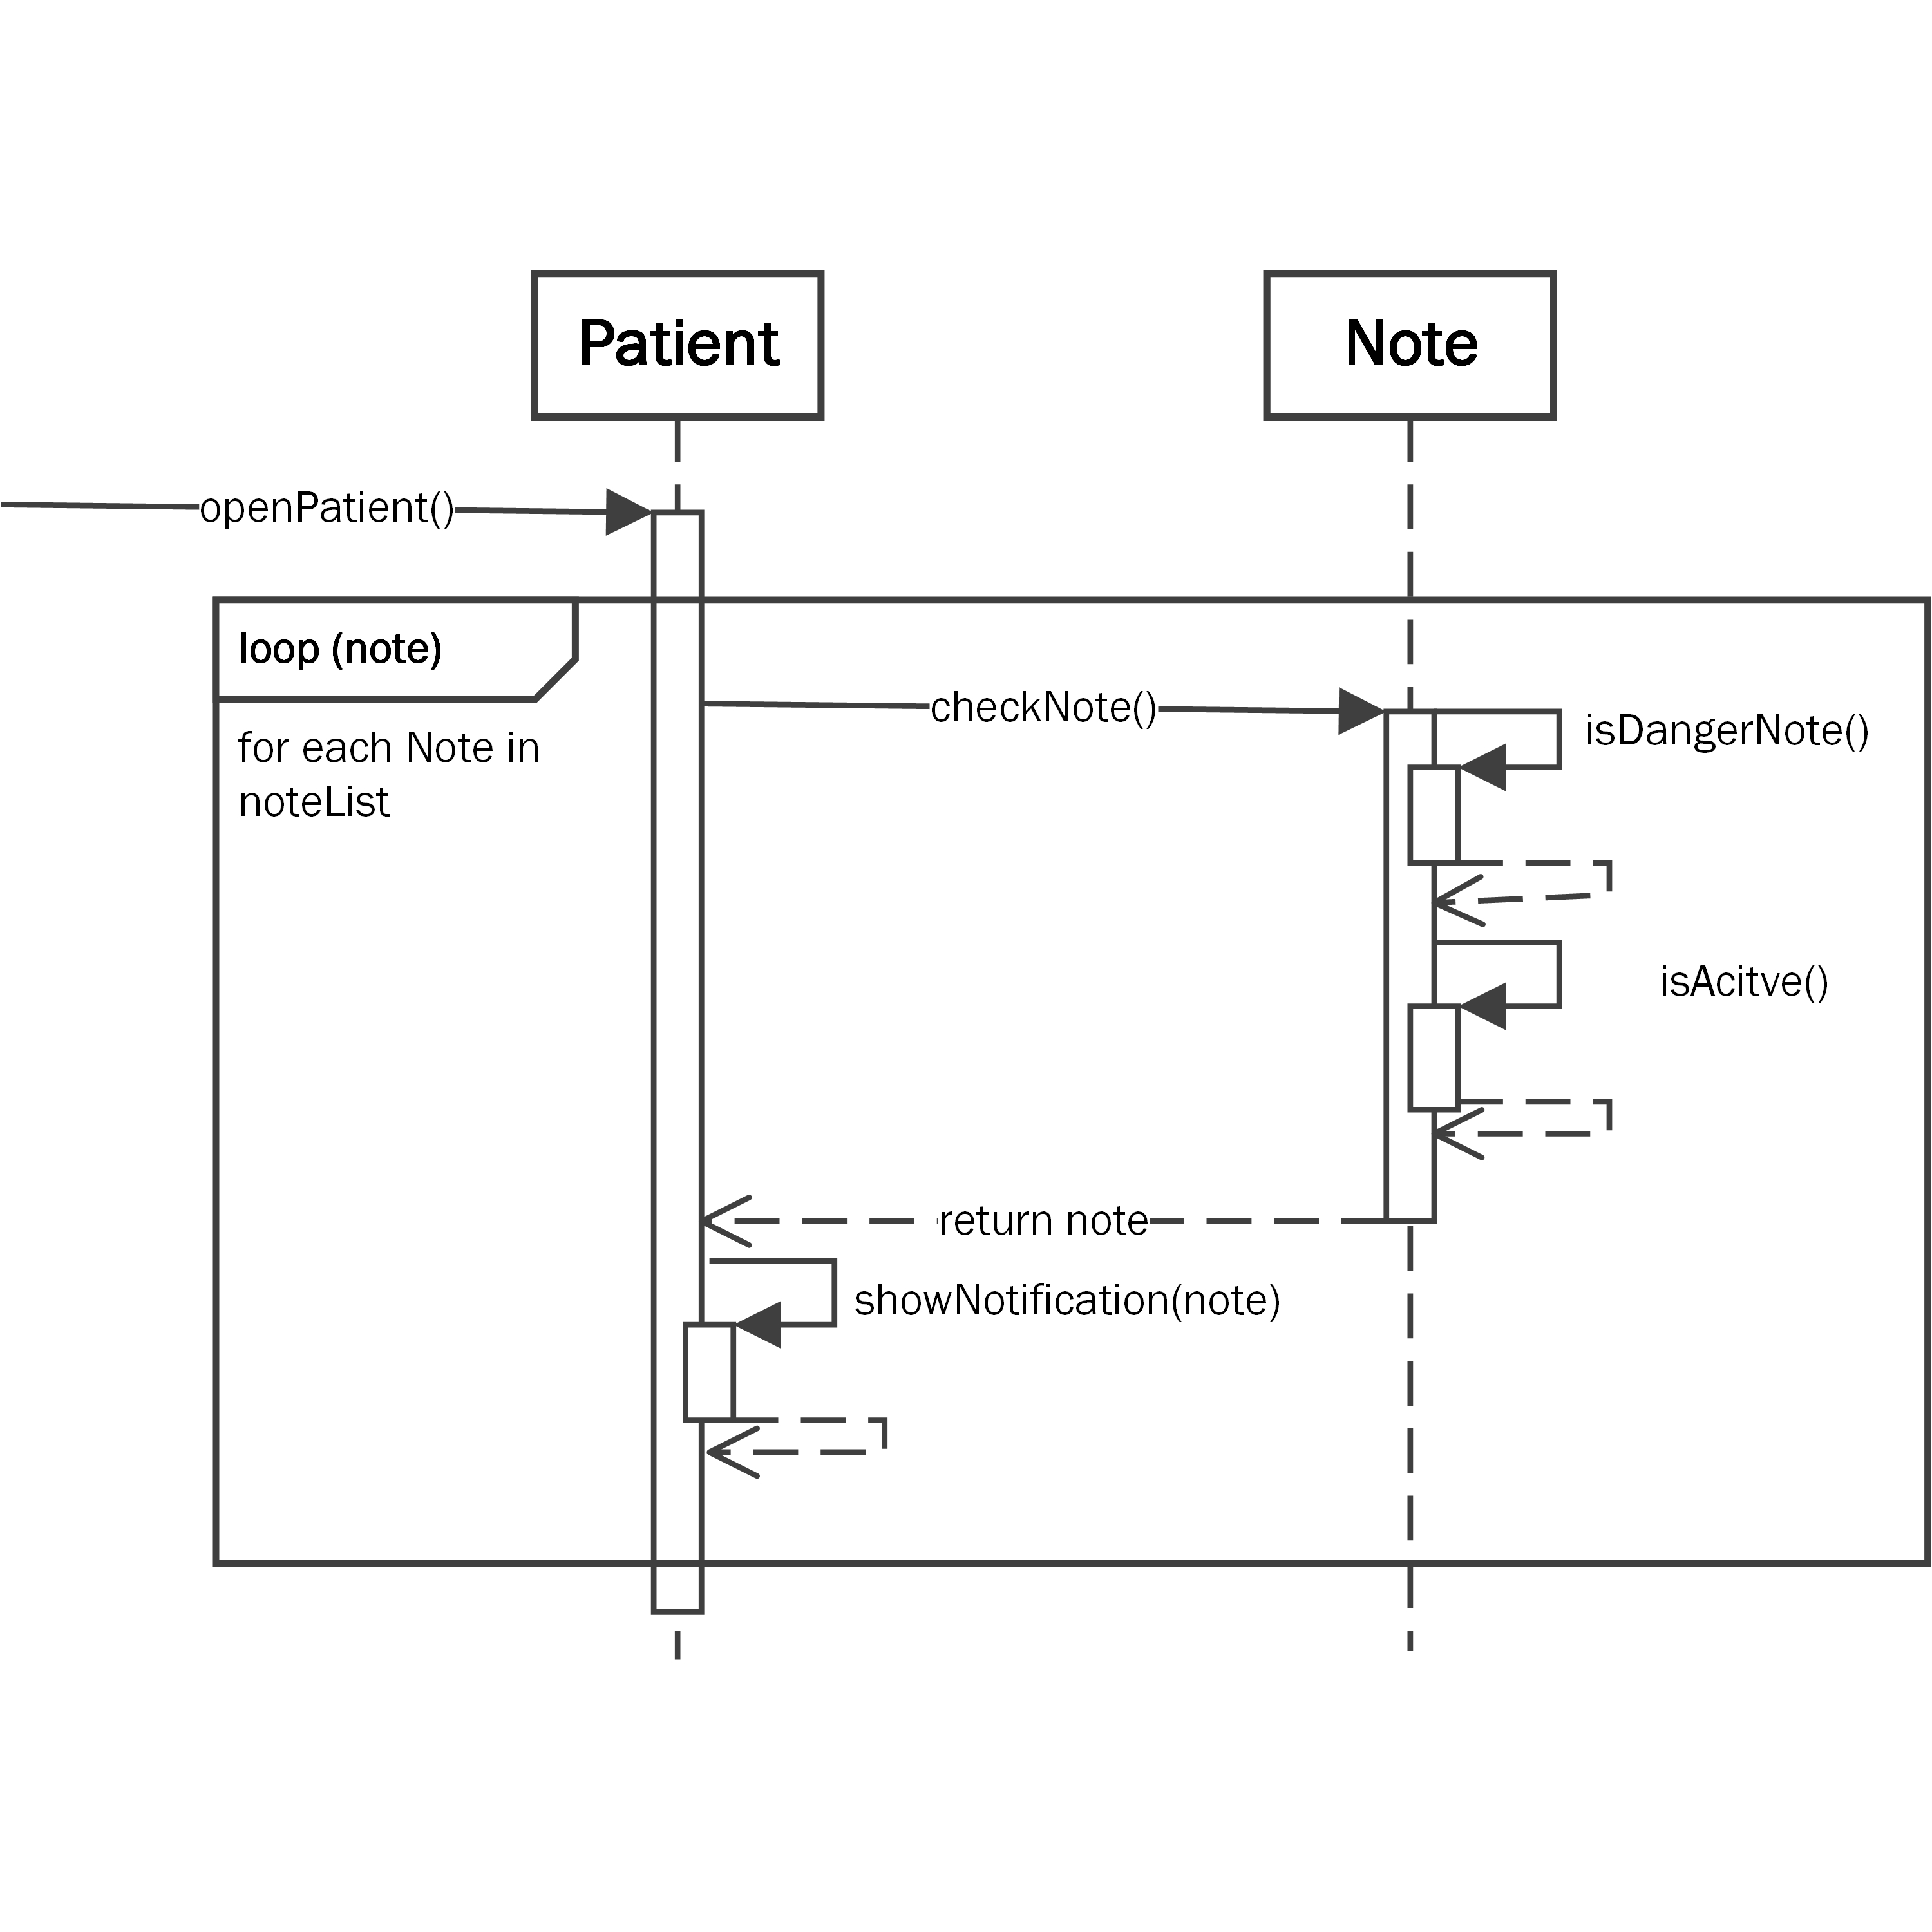 Patient
Note
openPatient()
loop (note)
checkNote()
isDangerNote()
for each Note in
noteList
isAcitve()
return note
showNotification(note)